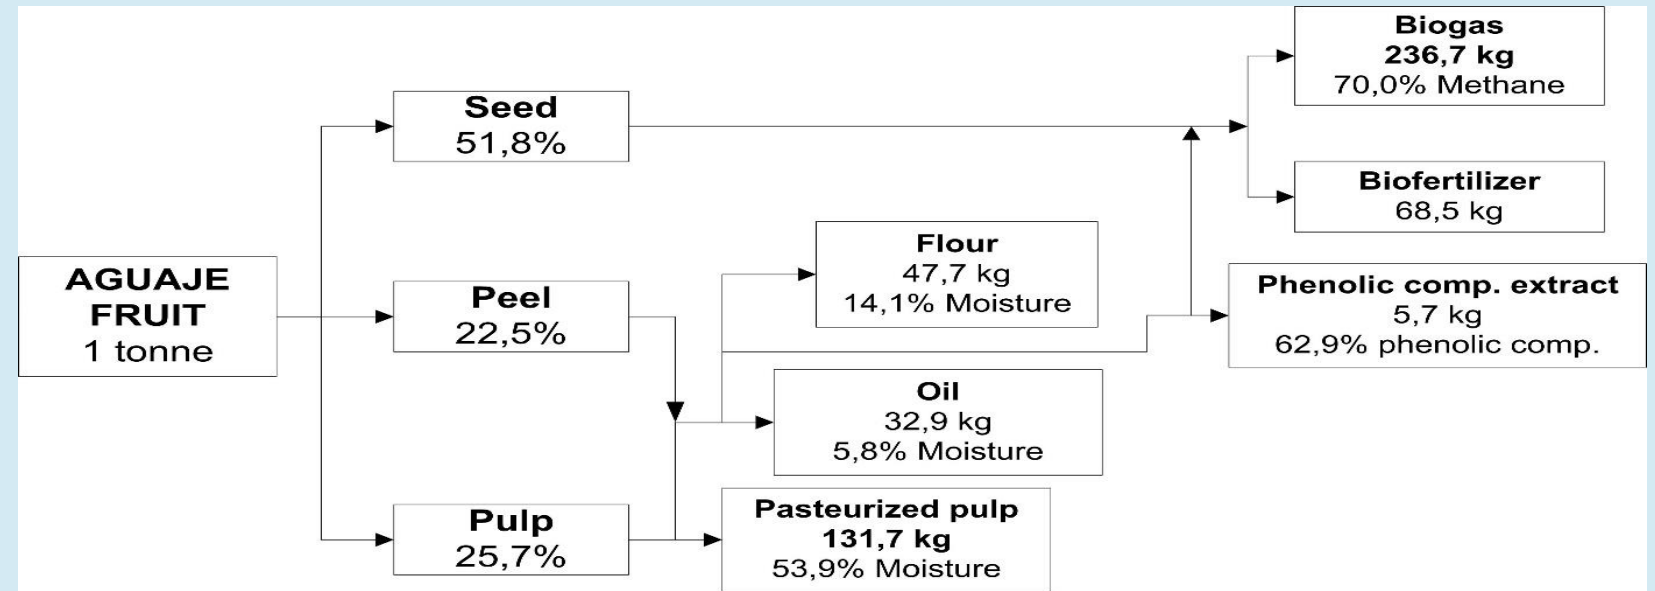 AGUAJE
FRUIT
1 tonne
Seed
51,8%
Peel
22,5%
Pulp
25,7%
Flour
47,7 kg
14,1% Moisture
Oil
32,9 kg
5,8% Moisture
Pasteurized pulp
131,7 kg
53,9% Moisture
Biogas
236,7 kg
70,0% Methane
Biofertilizer
68,5 kg
Phenolic comp. extract
5,7 kg
62,9% phenolic comp.